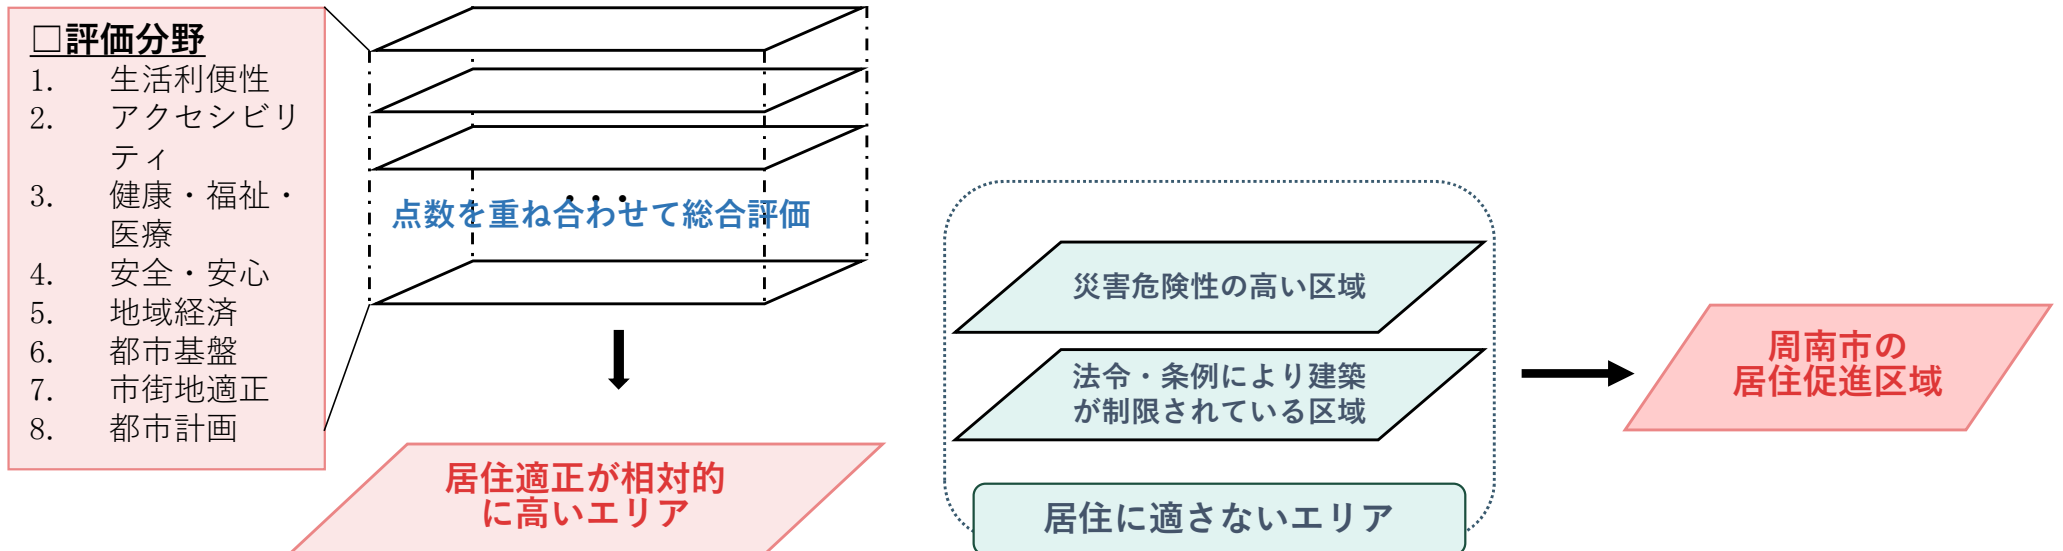 □評価分野
1. 生活利便性
2. アクセシビリ
ティ
3. 健康・福祉・
医療
4. 安全・安心
5. 地域経済
6. 都市基盤
7. 市街地適正
8. 都市計画
・・・
点数を重ね合わせて総合評価
居住適正が相対的
に高いエリア
災害危険性の高い区域
法令・条例により建築
が制限されている区域
居住に適さないエリア
周南市の
居住促進区域